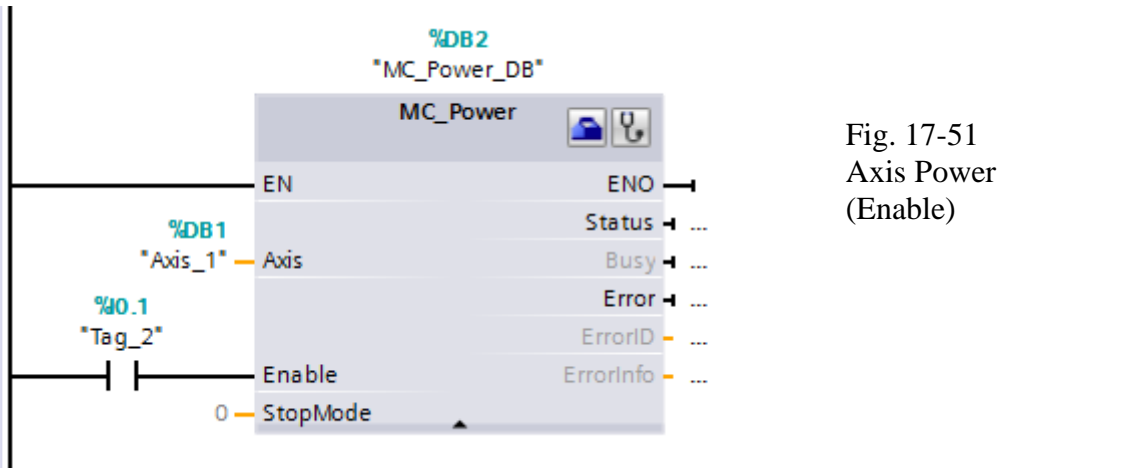 %DB2
"MC_Power_DB"
MC_Power
EN ENO
%DB1 Status ...
"Axis_1" Axis Busy ...
%I0.1 Error ...
"Tag_2" ErrorID ...
Enable ErrorInfo ...
0 StopMode
Fig. 17-51
Axis Power
(Enable)